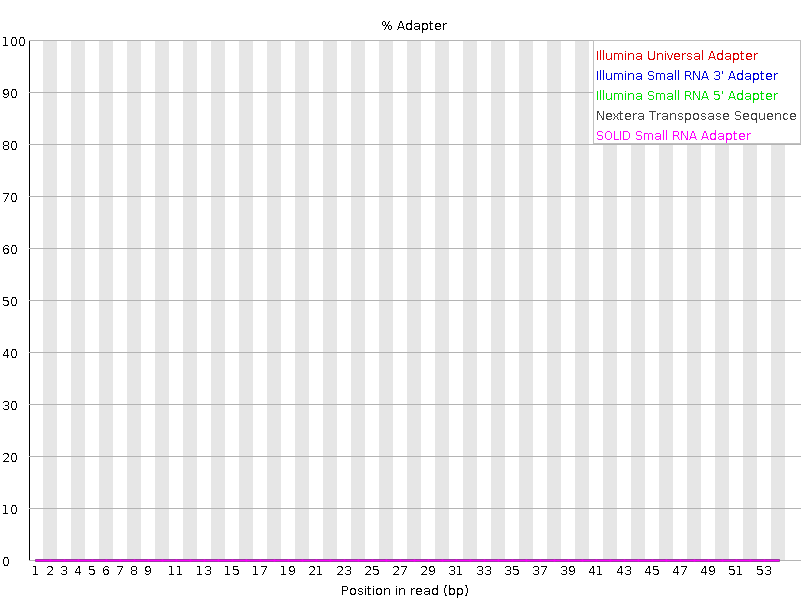 % Adapter
100
90
80
70
60
50
40
30
20
10
0
Illumina Universal Adapter
Illumina Small RNA 3' Adapter
Illumina Small RNA 5' Adapter
Nextera Transposase Sequence
SOLID Small RNA Adapter
1 2 3 4 5 6 7 8 9 11 13 15 17 19 21 23 25 27 29 31 33 35 37 39 41 43 45 47 49 51 53
Position in read (bp)